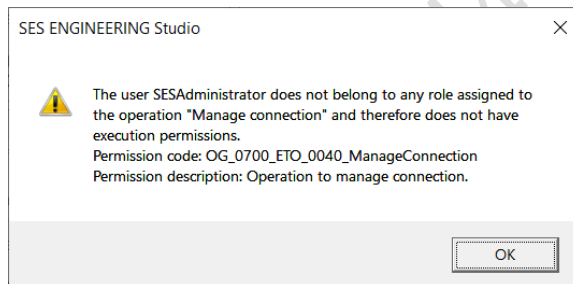 SES ENGINEERING Studio
The user SESAdministrator does not belong to any role assigned to
the operation "Manage connection" and therefore does not have
execution permissions.
Permission code: OG_0700_ETO_0040_ManageConnection
Permission description: Operation to manage connection.
OK